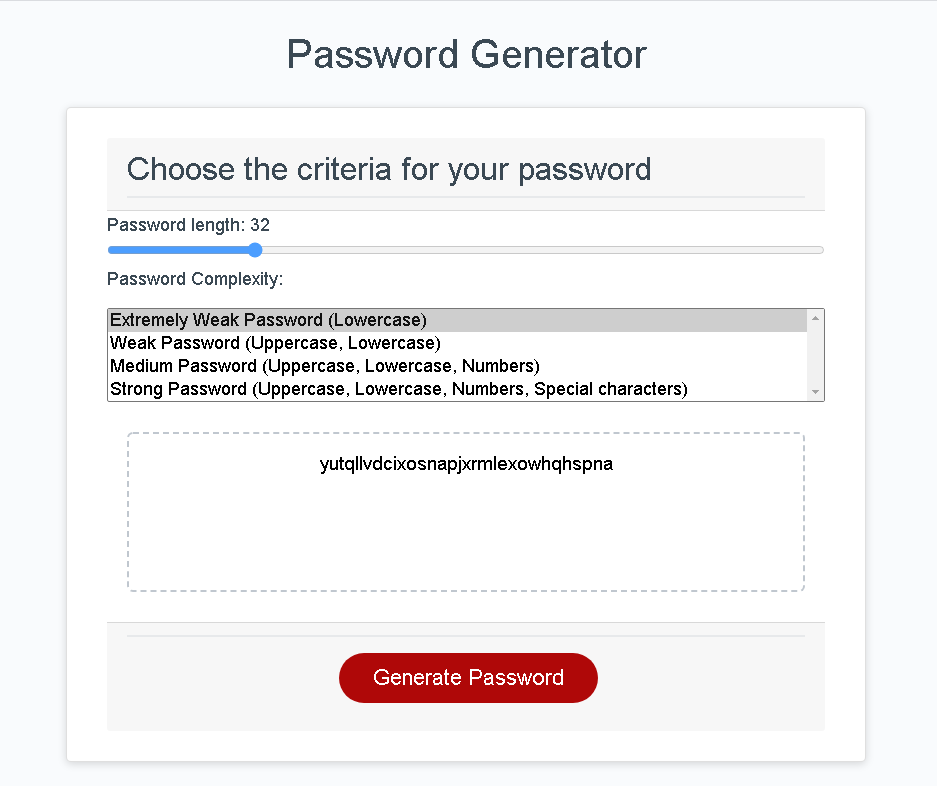 Password Generator
Choose the criteria for your password
Password length: 32
Password Complexity:
Extremely Weak Password (Lowercase)
Weak Password (Uppercase, Lowercase)
Medium Password (Uppercase, Lowercase, Numbers)
Strong Password (Uppercase, Lowercase, Numbers, Special characters)
yutqllvdcixosnapjxrmlexowhqhspna
Generate Password